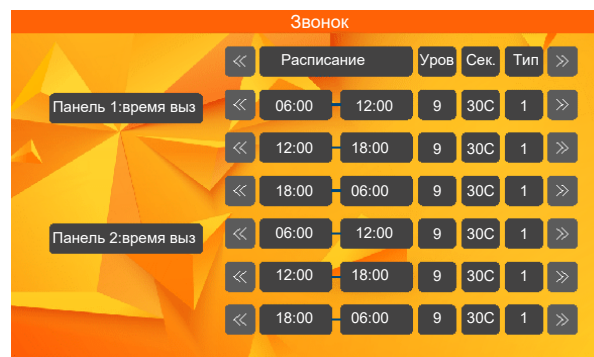 Звонок
Расписание Уров Сек. Тип
Панель 1:время выз 06:00 12:00 9 30С 1
12:00 18:00 9 30С 1
18:00 06:00 9 30С 1
Панель 2:время выз 06:00 12:00 9 30С 1
12:00 18:00 9 30С 1
18:00 06:00 9 30С 1